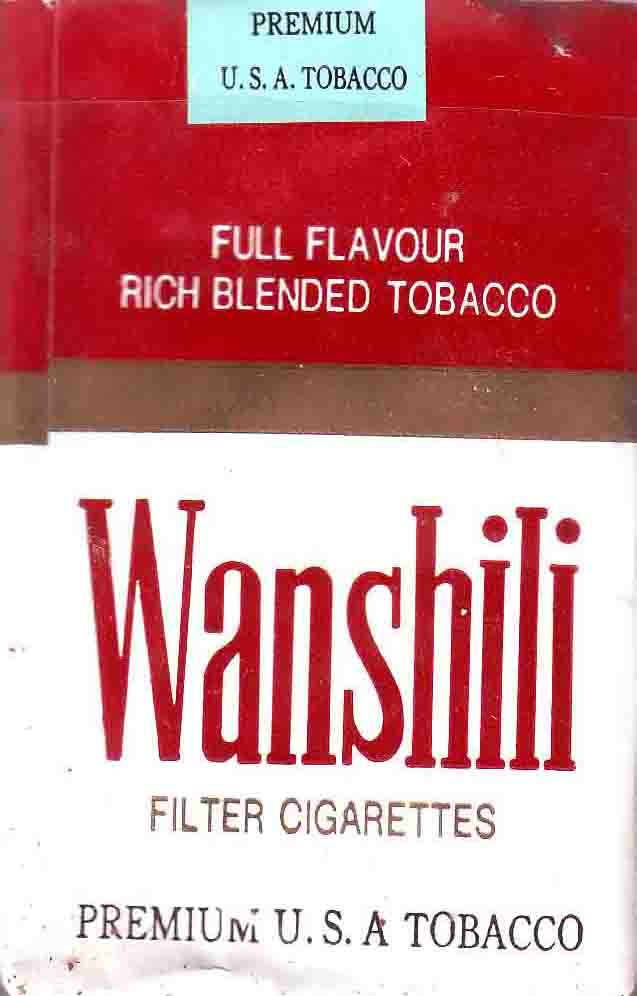 PREMIUM
U. S. A. TOBACCO
FULL FLAVOUR
RICH BLENDED TOBACCO
Wanshili
FILTER CIGARETTES
PREMIUM U. S. A TOBACCO